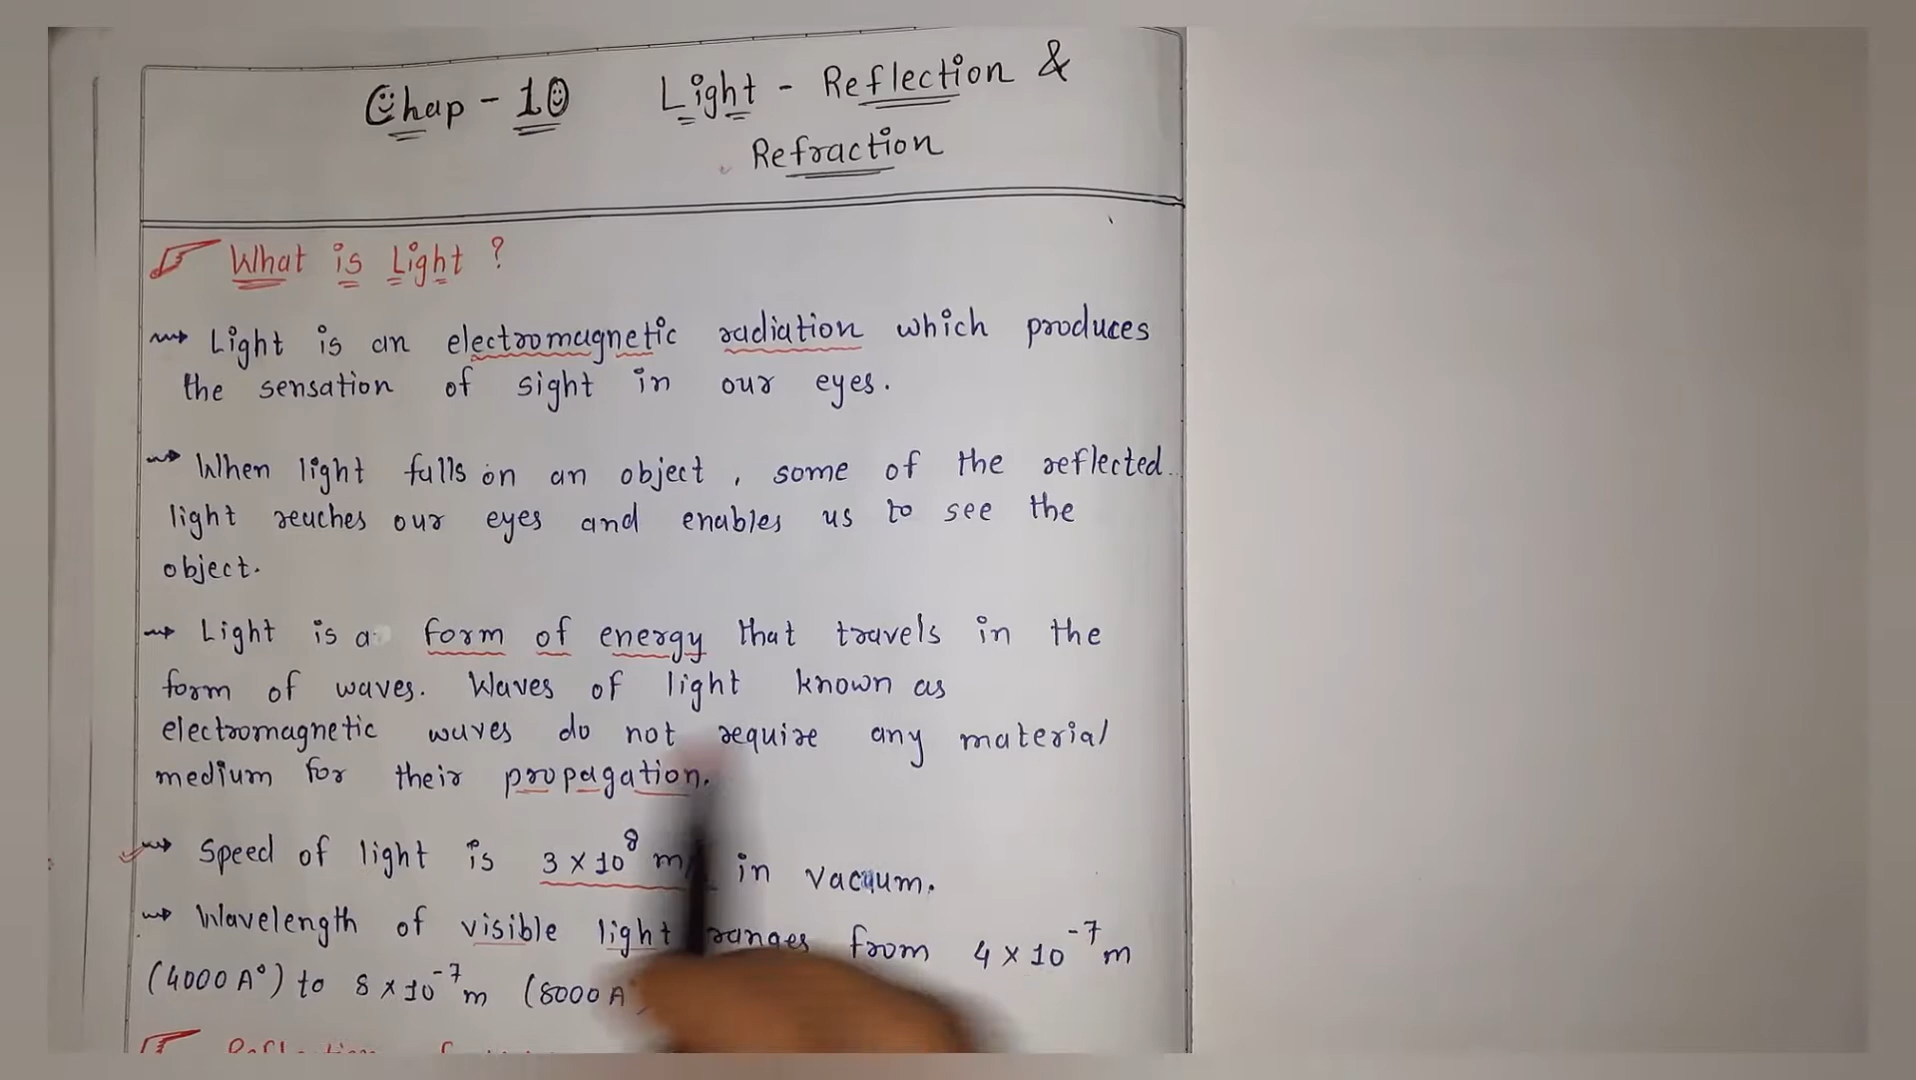 Chap - 10 Light - Reflection &
Refraction
What is Light ?
Light is an electromagnetic radiation which produces
the sensation of sight in our eyes.
When light falls on an object, some of the reflected
light reaches our eyes and enables us to see the
object.
Light is a form of energy that travels in the
form of waves. Waves of light known as
electromagnetic waves do not require any material
medium for their propagation.
Speed of light is 3 × 10⁸ m/ in vacuum.
Wavelength of visible light ranges from 4 × 10⁻⁷ m
(4000 A°) to 8 × 10⁻⁷ m (8000 A°